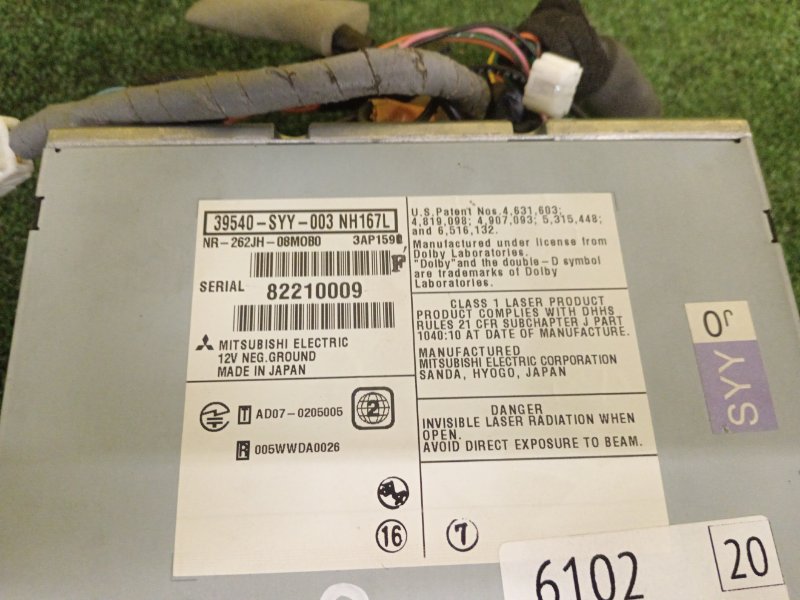 39540-SYY-003 NH167L
NR-262JH-08MOB0 3AP1590
F
SERIAL 82210009
MITSUBISHI ELECTRIC
12V NEG.GROUND
MADE IN JAPAN
T AD07-0205005
2
R 005WWDA0026
16
U.S.Patent Nos.4,631,603;
4,819,098; 4,907,093; 5,315,448;
and 6,516,132.
Manufactured under license from
Dolby Laboratories.
"Dolby"and the double-D symbol
are trademarks of Dolby
Laboratories.
CLASS 1 LASER PRODUCT
PRODUCT COMPLIES WITH DHHS
RULES 21 CFR SUBCHAPTER J PART
1040:10 AT DATE OF MANUFACTURE.
MANUFACTURED
MITSUBISHI ELECTRIC CORPORATION
SANDA, HYOGO, JAPAN
DANGER
INVISIBLE LASER RADIATION WHEN
OPEN.
AVOID DIRECT EXPOSURE TO BEAM.
7
J0
SYY
6102
20